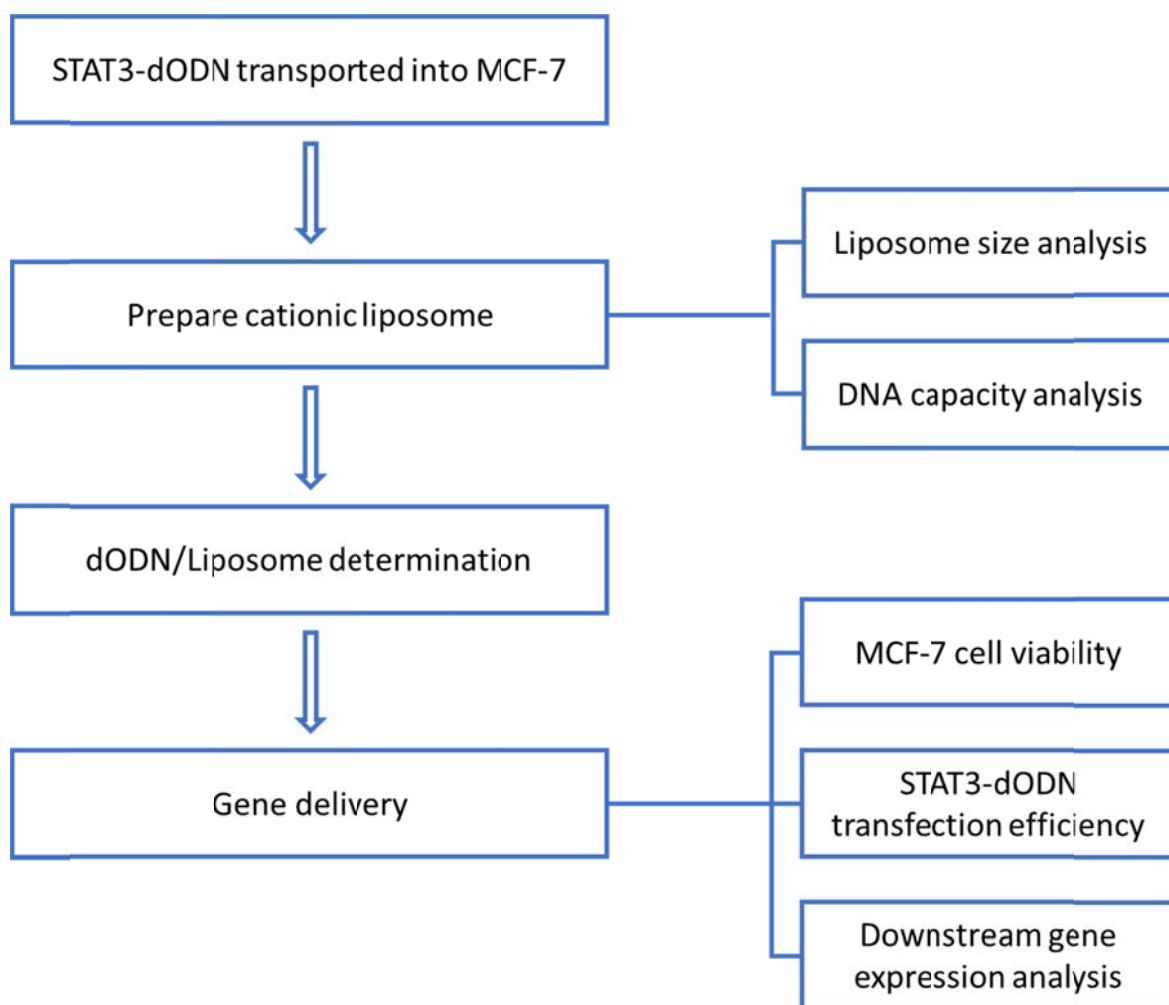 STAT3-dODN transported into MCF-7
Prepare cationic liposome
Liposome size analysis
DNA capacity analysis
dODN/Liposome determination
Gene delivery
MCF-7 cell viability
STAT3-dODN
transfection efficiency
Downstream gene
expression analysis